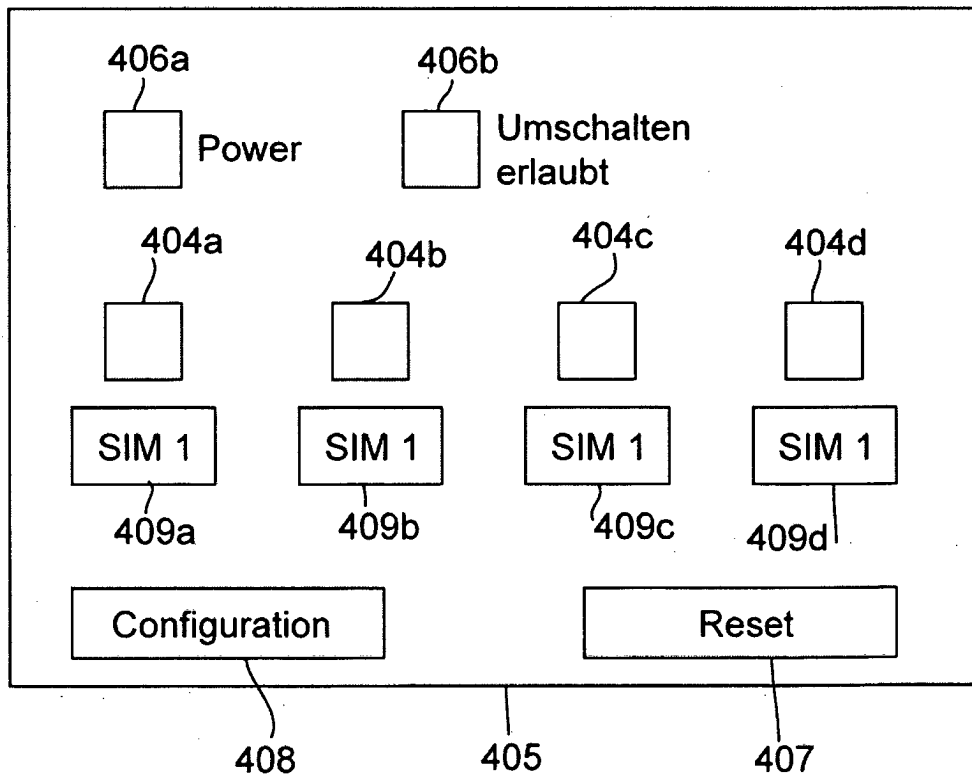 406a
406b
Power
Umschalten
erlaubt
404a
404b
404c
404d
SIM 1
SIM 1
SIM 1
SIM 1
409a
409b
409c
409d
Configuration
Reset
408
405
407